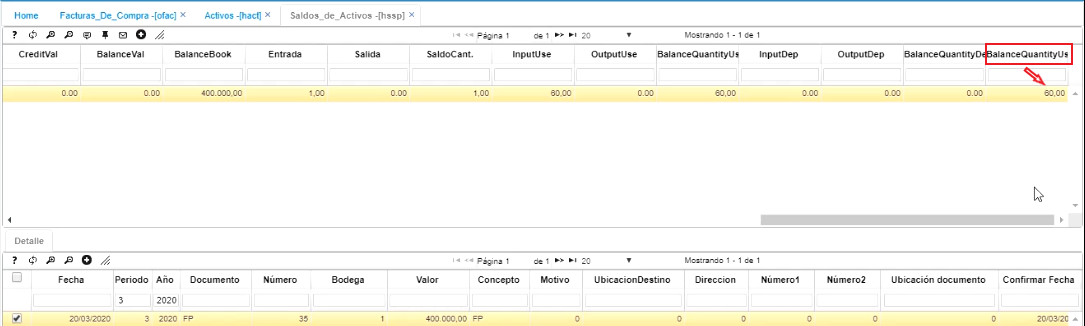 Home Facturas_De_Compra -[ofac] × Activos -[hacf] × Saldos_de_Activos -[hssp] ×
Página 1 de 1 20 Mostrando 1 - 1 de 1
CreditVal BalanceVal BalanceBook Entrada Salida SaldoCant. InputUse OutputUse BalanceQuantityUs InputDep OutputDep BalanceQuantityDe BalanceQuantityUs
0.00 0.00 400.000,00 1,00 0.00 1,00 60,00 0.00 60,00 0.00 0.00 0.00 60,00
Detalle
Página 1 de 1 20 Mostrando 1 - 1 de 1
Fecha Periodo Año Documento Número Bodega Valor Concepto Motivo UbicacionDestino Direccion Número1 Número2 Ubicación documento Confirmar Fecha
3 2020
20/03/2020 3 2020 FP 35 1 400.000,00 FP 0 0 0 0 0 0 20/03/20